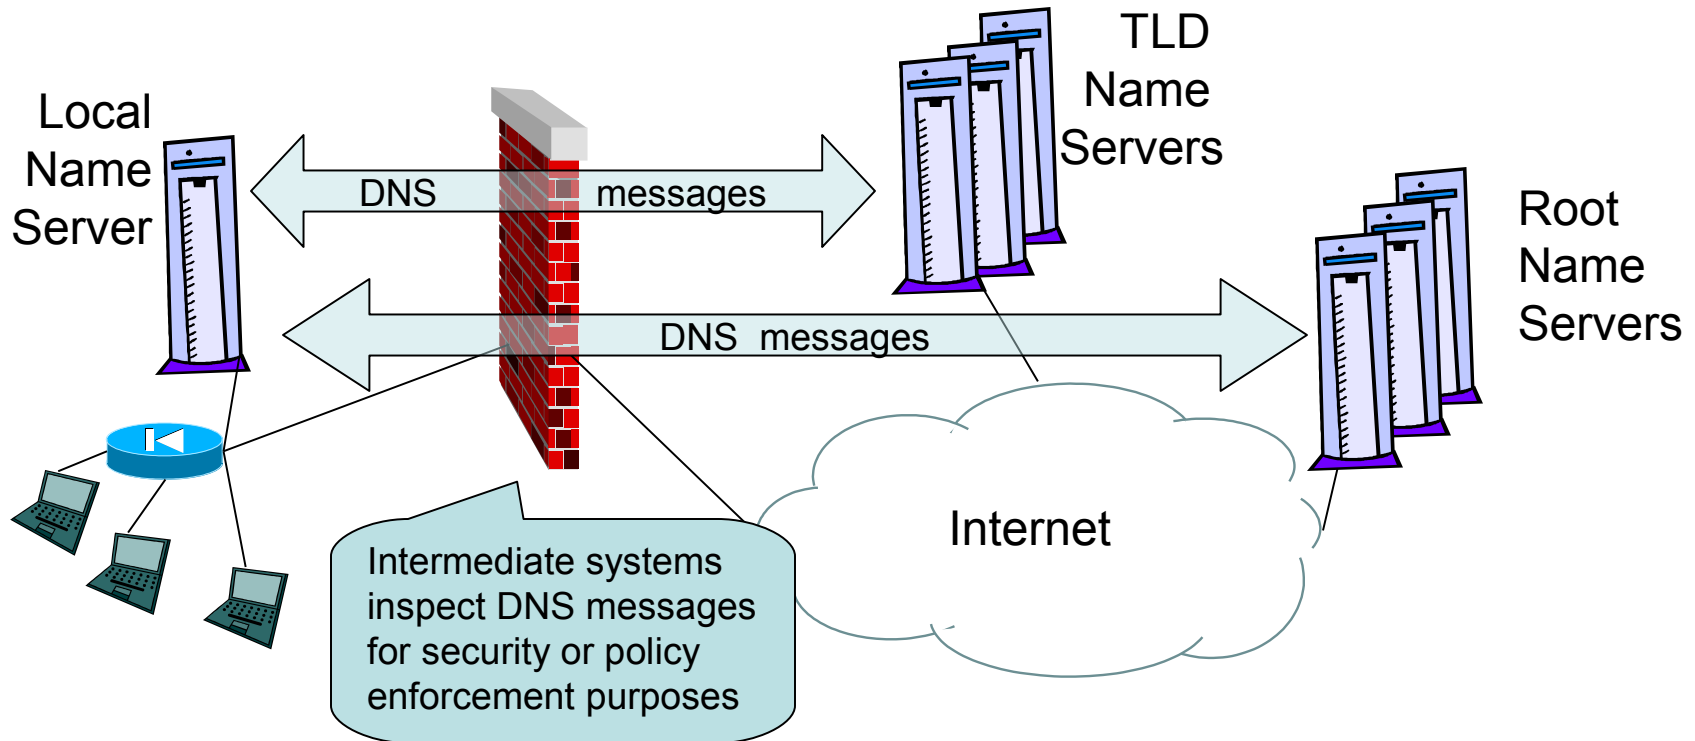 Local
Name
Server
DNS messages
TLD
Name
Servers
DNS messages
Root
Name
Servers
Internet
Intermediate systems
inspect DNS messages
for security or policy
enforcement purposes